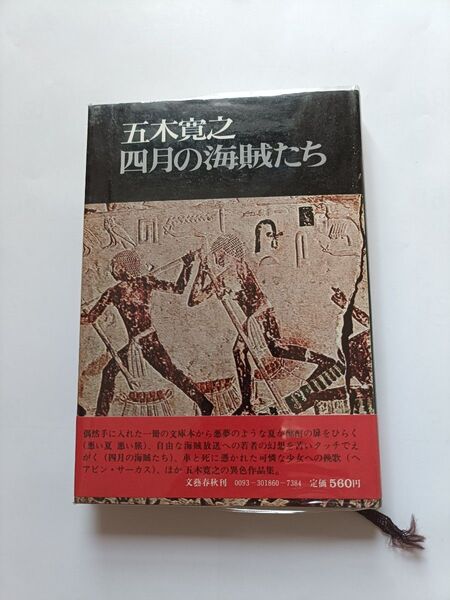 五木寛之
四月の海賊たち
偶然手に入れた一冊の文庫本から悪夢のような夏が酩酊の扉をひらく
(悪い夏 悪い旅)、自由な海賊放送への若者の幻想を苦いタッチでえ
がく(四月の海賊たち)、車と死に憑かれた可憐な少女への挽歌(ヘ
アピン・サーカス)、ほか五木寛之の異色作品集。
文藝春秋刊 0093-301860-7384 定価560円